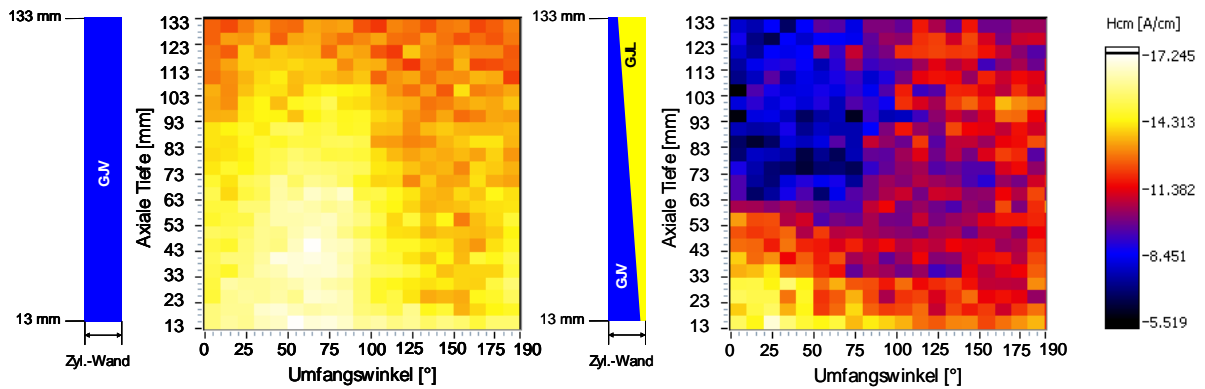 133 mm
GJV
13 mm
Zyl.-Wand
Axiale Tiefe [mm]
133
123
113
103
93
83
73
63
53
43
33
23
13
0 25 50 75 100 125 150 175 190
Umfangswinkel [°]
133 mm
GJL
GJV
13 mm
Zyl.-Wand
Axiale Tiefe [mm]
133
123
113
103
93
83
73
63
53
43
33
23
13
0 25 50 75 100 125 150 175 190
Umfangswinkel [°]
Hcm [A/cm]
17.245
14.313
11.382
8.451
5.519